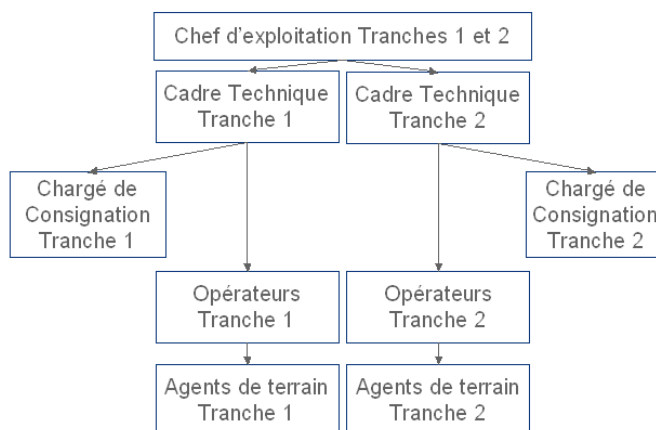 Chef d'exploitation Tranches 1 et 2
Cadre Technique
Tranche 1
Cadre Technique
Tranche 2
Chargé de
Consignation
Tranche 1
Chargé de
Consignation
Tranche 2
Opérateurs
Tranche 1
Opérateurs
Tranche 2
Agents de terrain
Tranche 1
Agents de terrain
Tranche 2